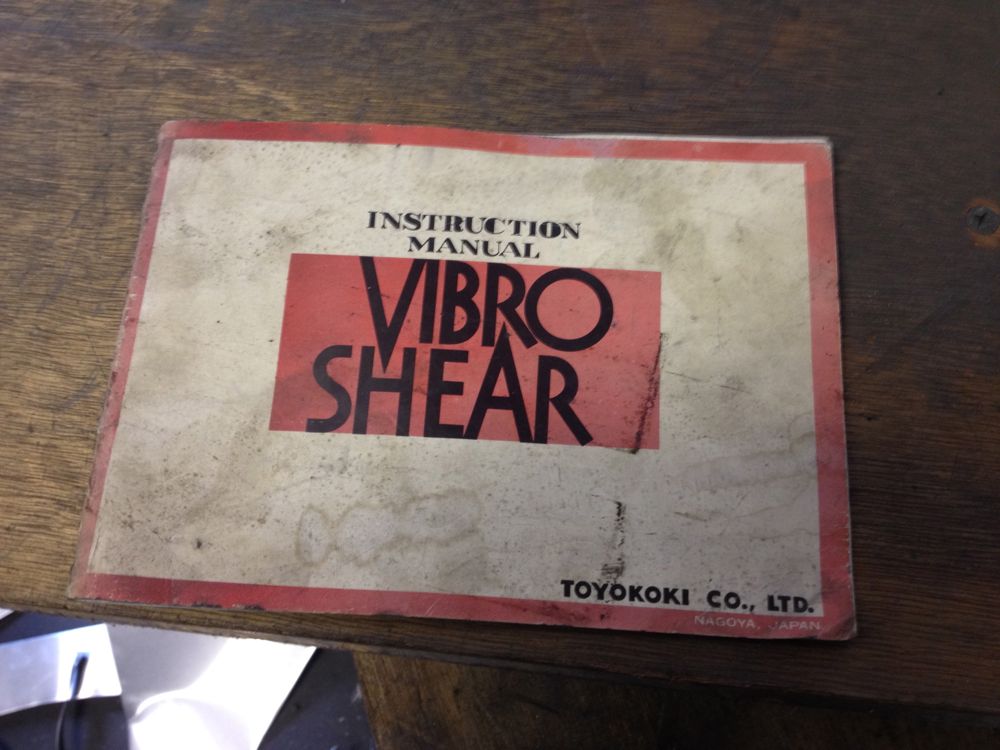 INSTRUCTION
MANUAL
VIBRO
SHEAR
TOYOKOKI CO., LTD.
NAGOYA, JAPAN